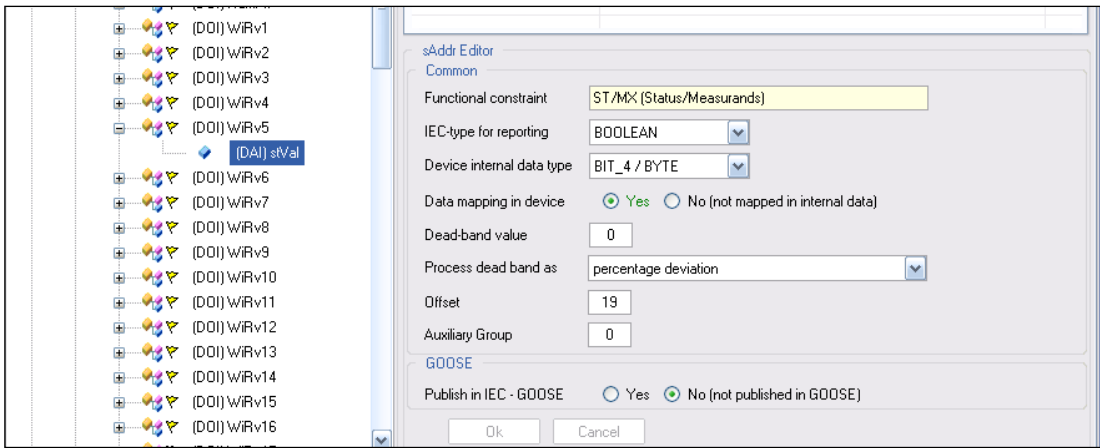 (DOI) WiRv1
(DOI) WiRv2
(DOI) WiRv3
(DOI) WiRv4
(DOI) WiRv5
(DAI) stVal
(DOI) WiRv6
(DOI) WiRv7
(DOI) WiRv8
(DOI) WiRv9
(DOI) WiRv10
(DOI) WiRv11
(DOI) WiRv12
(DOI) WiRv13
(DOI) WiRv14
(DOI) WiRv15
(DOI) WiRv16
sAddr Editor
Common
Functional constraint ST/MX (Status/Measurands)
IEC-type for reporting BOOLEAN
Device internal data type BIT_4 / BYTE
Data mapping in device Yes No (not mapped in internal data)
Dead-band value 0
Process dead band as percentage deviation
Offset 19
Auxiliary Group 0
GOOSE
Publish in IEC - GOOSE Yes No (not published in GOOSE)
Ok Cancel